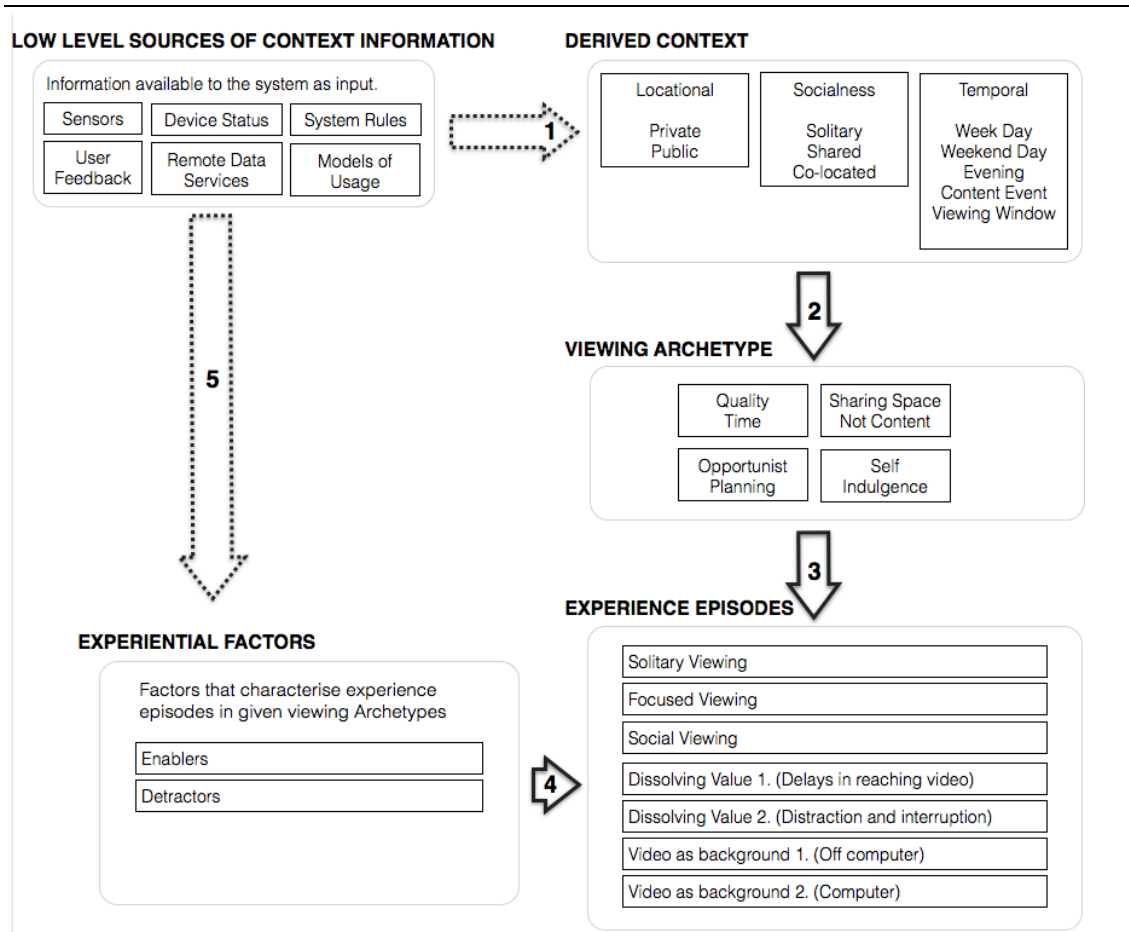 LOW LEVEL SOURCES OF CONTEXT INFORMATION
Information available to the system as input.
Sensors
Device Status
System Rules
User
Feedback
Remote Data
Services
Models of
Usage
1
DERIVED CONTEXT
Locational
Private
Public
Socialness
Solitary
Shared
Co-located
Temporal
Week Day
Weekend Day
Evening
Content Event
Viewing Window
2
VIEWING ARCHETYPE
Quality
Time
Sharing Space
Not Content
Opportunist
Planning
Self
Indulgence
3
5
EXPERIENTIAL FACTORS
Factors that characterise experience
episodes in given viewing Archetypes
Enablers
Detractors
4
EXPERIENCE EPISODES
Solitary Viewing
Focused Viewing
Social Viewing
Dissolving Value 1. (Delays in reaching video)
Dissolving Value 2. (Distraction and interruption)
Video as background 1. (Off computer)
Video as background 2. (Computer)